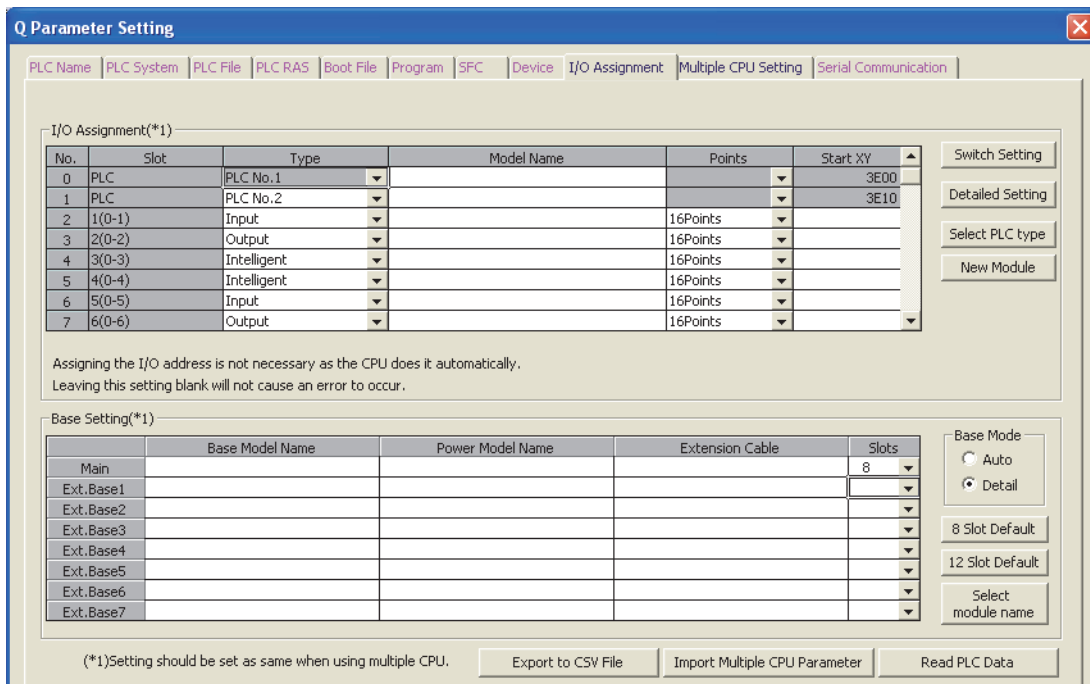 Q Parameter Setting
PLC Name PLC System PLC File PLC RAS Boot File Program SFC Device I/O Assignment Multiple CPU Setting Serial Communication
I/O Assignment(*1)
No. Slot Type Model Name Points Start XY
0 PLC PLC No.1 3E00
1 PLC PLC No.2 3E10
2 1(0-1) Input 16Points
3 2(0-2) Output 16Points
4 3(0-3) Intelligent 16Points
5 4(0-4) Intelligent 16Points
6 5(0-5) Input 16Points
7 6(0-6) Output 16Points
Switch Setting
Detailed Setting
Select PLC type
New Module
Assigning the I/O address is not necessary as the CPU does it automatically.
Leaving this setting blank will not cause an error to occur.
Base Setting(*1)
Base Model Name Power Model Name Extension Cable Slots
Main 8
Ext.Base1
Ext.Base2
Ext.Base3
Ext.Base4
Ext.Base5
Ext.Base6
Ext.Base7
Base Mode
Auto
Detail
8 Slot Default
12 Slot Default
Select
module name
(*1)Setting should be set as same when using multiple CPU.
Export to CSV File Import Multiple CPU Parameter Read PLC Data